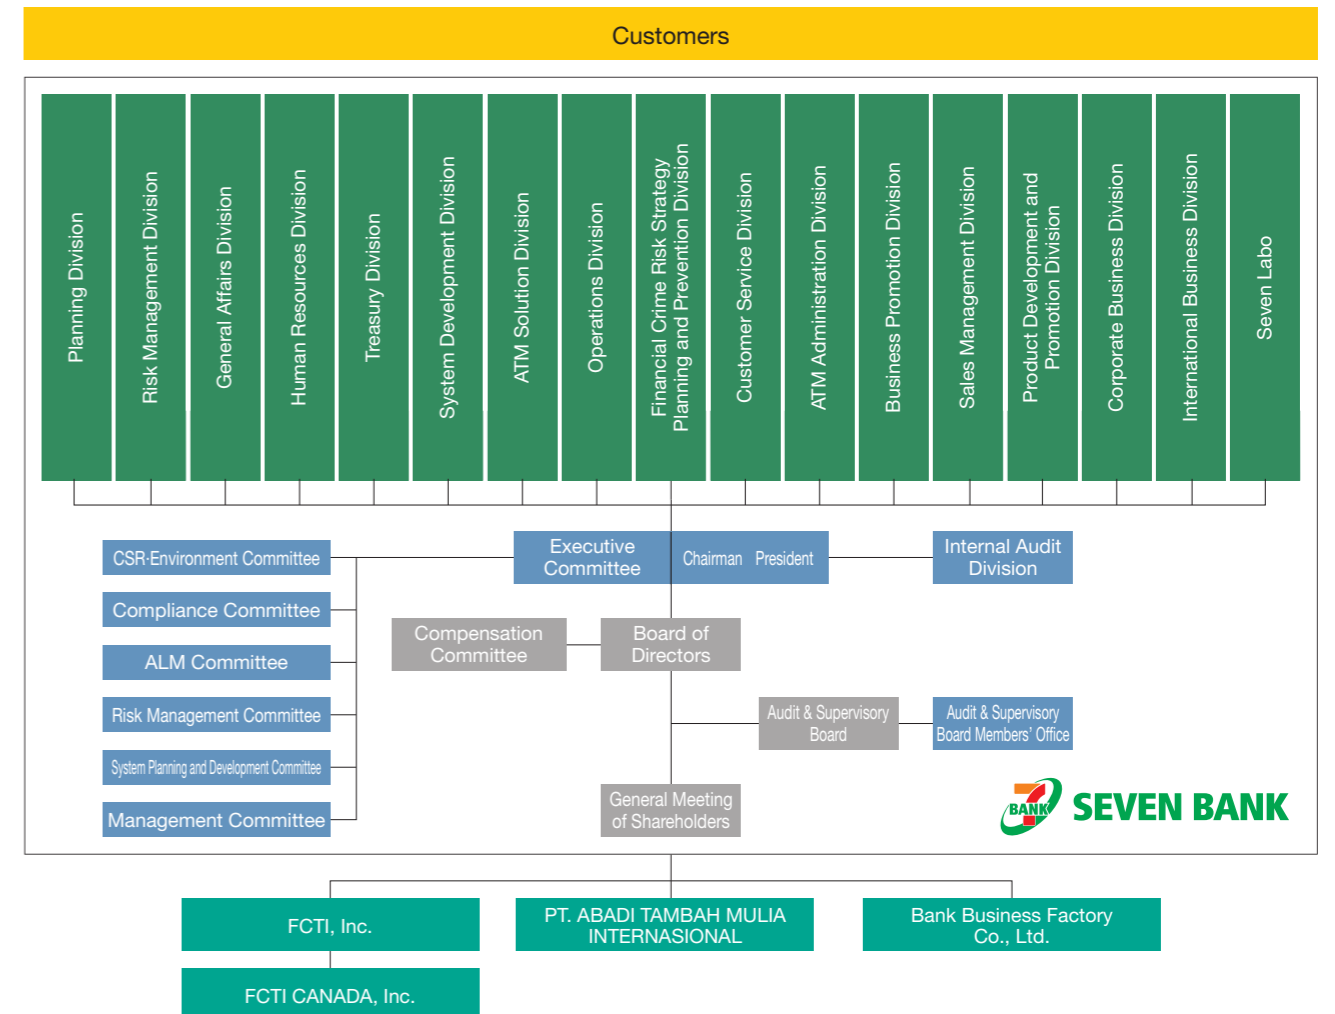 Customers
Planning Division
Risk Management Division
General Affairs Division
Human Resources Division
Treasury Division
System Development Division
ATM Solution Division
Operations Division
Financial Crime Risk Strategy
Planning and Prevention Division
Customer Service Division
ATM Administration Division
Business Promotion Division
Sales Management Division
Product Development and
Promotion Division
Corporate Business Division
International Business Division
Seven Labo
CSR·Environment Committee
Executive
Committee
Chairman President
Internal Audit
Division
Compliance Committee
Compensation
Committee
Board of
Directors
ALM Committee
Risk Management Committee
Audit & Supervisory
Board
Audit & Supervisory
Board Members' Office
System Planning and Development Committee
Management Committee
General Meeting
of Shareholders
7
BANK
SEVEN BANK
FCTI, Inc.
PT. ABADI TAMBAH MULIA
INTERNASIONAL
Bank Business Factory
Co., Ltd.
FCTI CANADA, Inc.